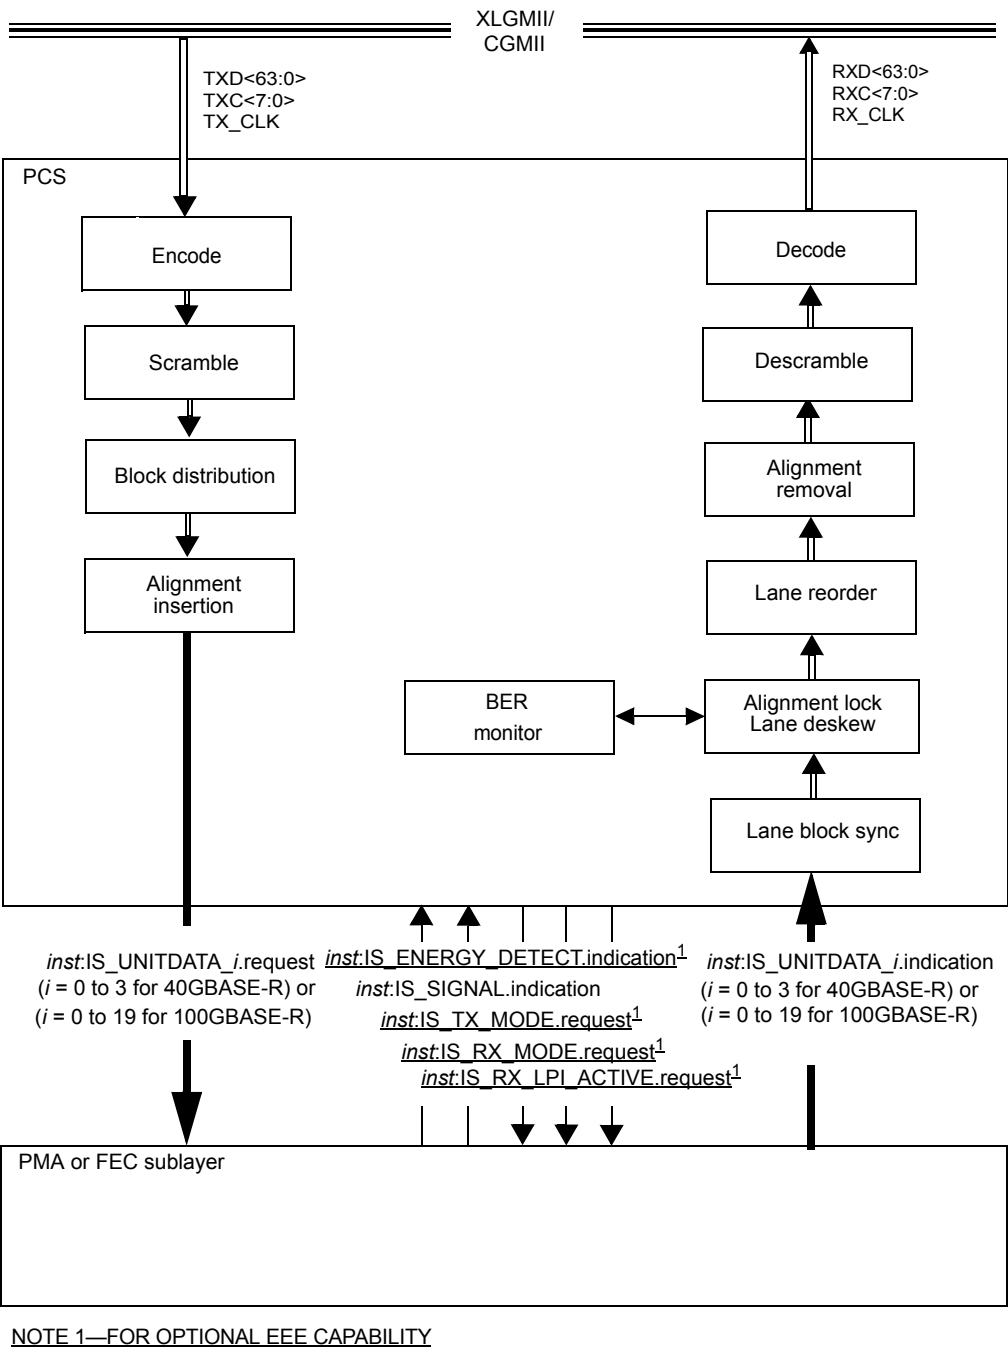 XLGMII/
CGMII
TXD<63:0>
TXC<7:0>
TX_CLK
RXD<63:0>
RXC<7:0>
RX_CLK
PCS
Encode
Scramble
Block distribution
Alignment
insertion
Decode
Descramble
Alignment
removal
Lane reorder
Alignment lock
Lane deskew
BER
monitor
Lane block sync
inst:IS_UNITDATA_i.request
(i = 0 to 3 for 40GBASE-R) or
(i = 0 to 19 for 100GBASE-R)
inst:IS_ENERGY_DETECT.indication1
inst:IS_SIGNAL.indication
inst:IS_TX_MODE.request1
inst:IS_RX_MODE.request1
inst:IS_RX_LPI_ACTIVE.request1
inst:IS_UNITDATA_i.indication
(i = 0 to 3 for 40GBASE-R) or
(i = 0 to 19 for 100GBASE-R)
PMA or FEC sublayer
NOTE 1—FOR OPTIONAL EEE CAPABILITY